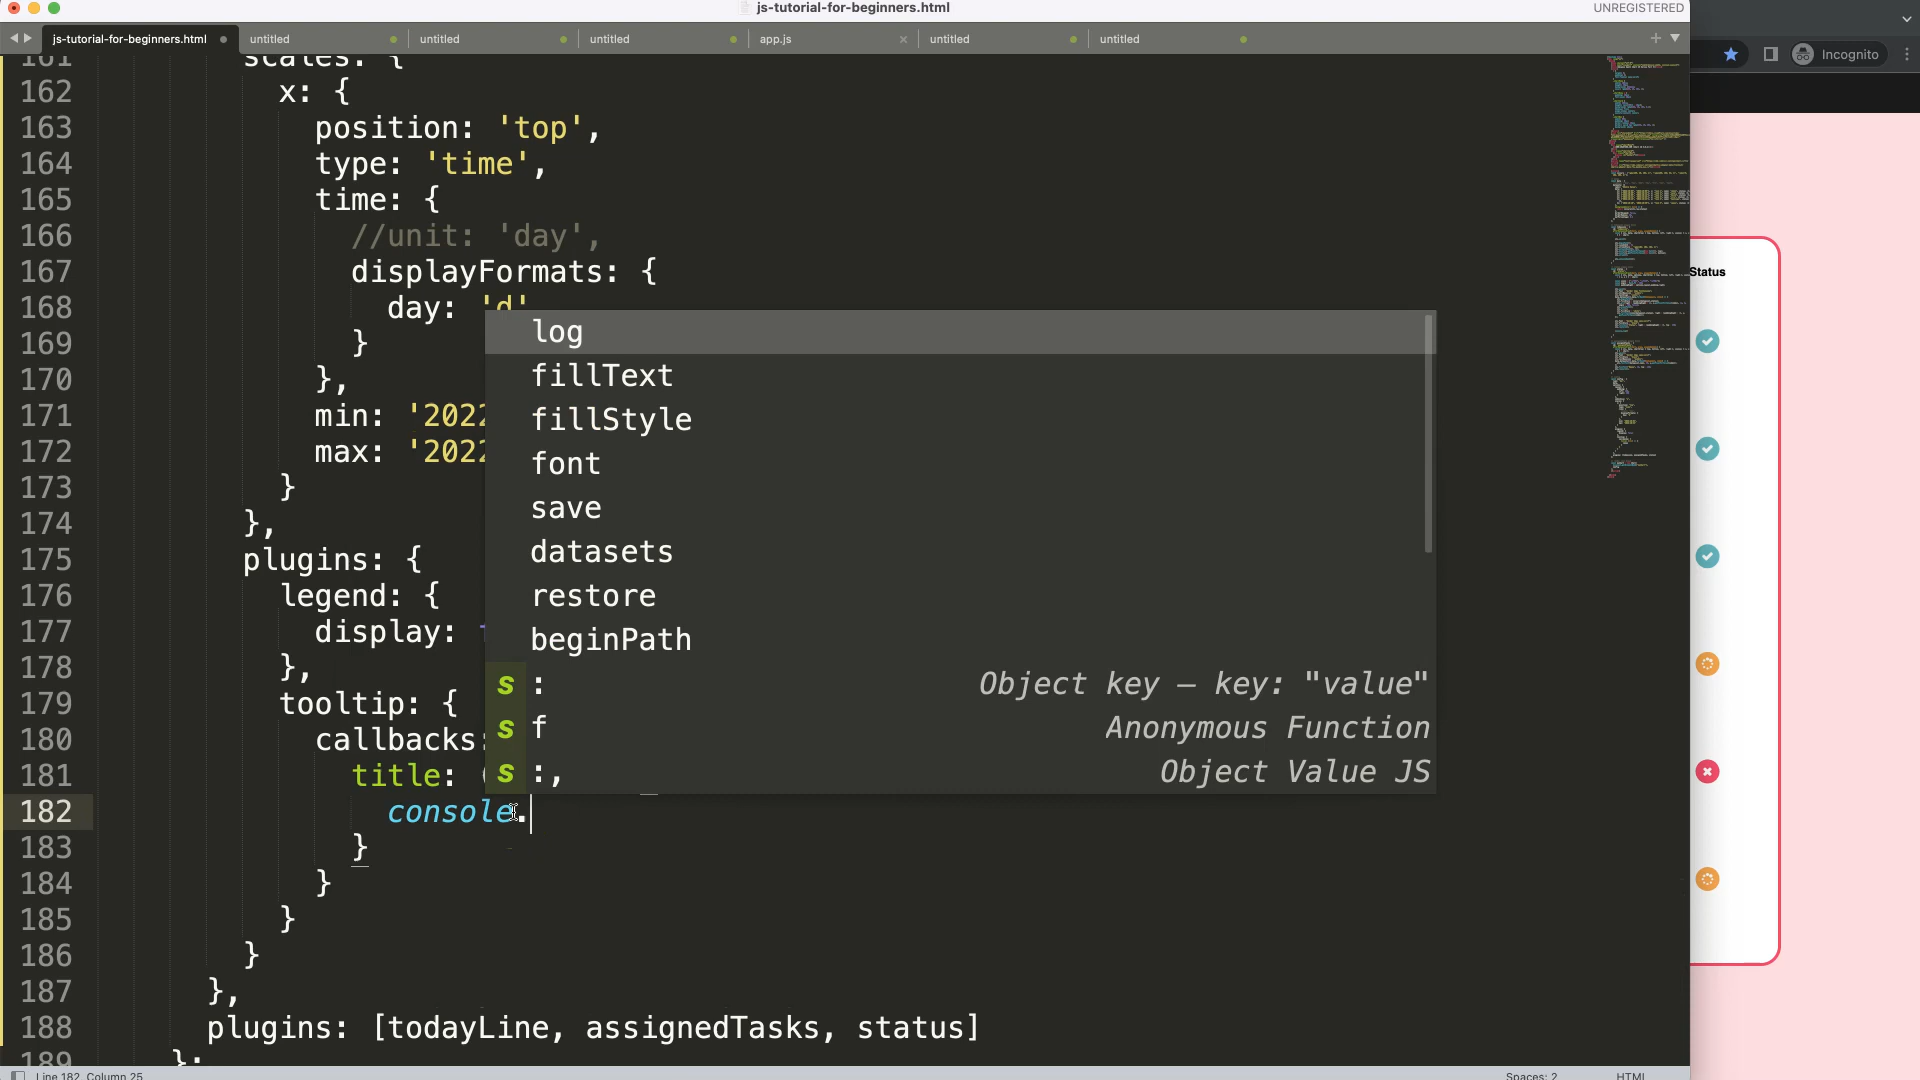 js-tutorial-for-beginners.html
UNREGISTERED
js-tutorial-for-beginners.html untitled untitled untitled app.js untitled untitled
Incognito
161 scales: {
162 x: {
163 position: 'top',
164 type: 'time',
165 time: {
166 //unit: 'day',
167 displayFormats: {
168 day: 'd'
169 }
170 },
171 min: '2022
172 max: '2022
173 }
174 },
175 plugins: {
176 legend: {
177 display:
178 },
179 tooltip: {
180 callbacks:
181 title: (
182 console.
183 }
184 }
185 }
186 }
187 },
188 plugins: [todayLine, assignedTasks, status]
189 };
log
fillText
fillStyle
font
save
datasets
restore
beginPath
s : Object key — key: "value"
s f Anonymous Function
s :, Object Value JS
Status
Line 182, Column 25
Spaces: 2
HTML